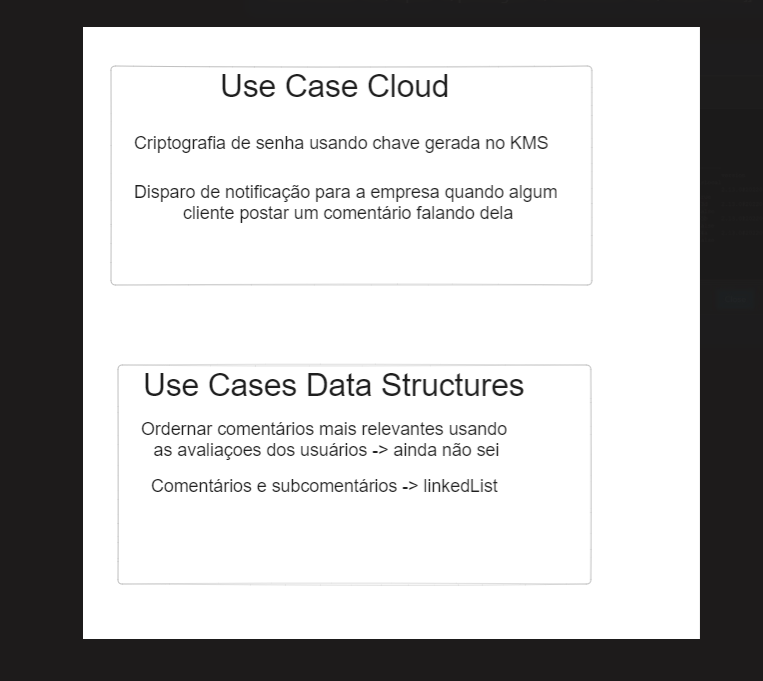 Use Case Cloud
Criptografia de senha usando chave gerada no KMS
Disparo de notificação para a empresa quando algum
cliente postar um comentário falando dela
Use Cases Data Structures
Ordernar comentários mais relevantes usando
as avaliaçoes dos usuários -> ainda não sei
Comentários e subcomentários -> linkedList